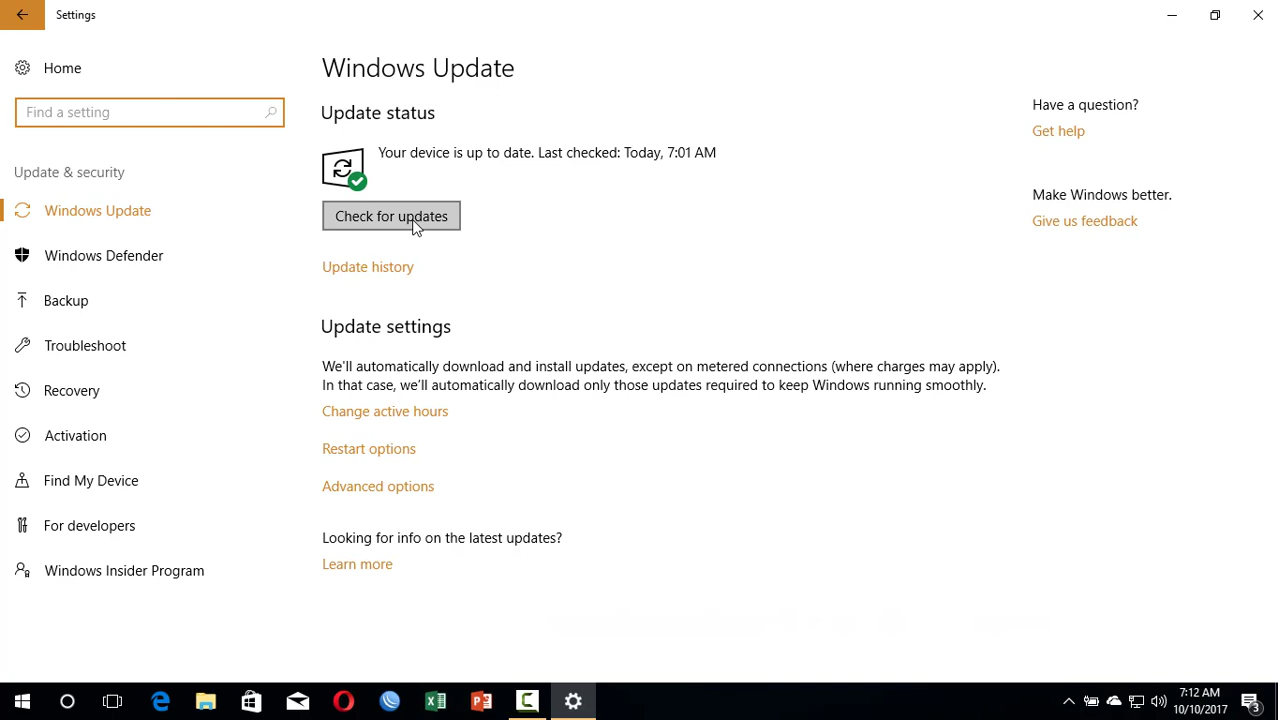 Settings
Home
Find a setting
Update & security
Windows Update
Windows Defender
Backup
Troubleshoot
Recovery
Activation
Find My Device
For developers
Windows Insider Program
Windows Update
Update status
Your device is up to date. Last checked: Today, 7:01 AM
Check for updates
Update history
Update settings
We'll automatically download and install updates, except on metered connections (where charges may apply).
In that case, we'll automatically download only those updates required to keep Windows running smoothly.
Change active hours
Restart options
Advanced options
Looking for info on the latest updates?
Learn more
Have a question?
Get help
Make Windows better.
Give us feedback
7:12 AM
10/10/2017
3